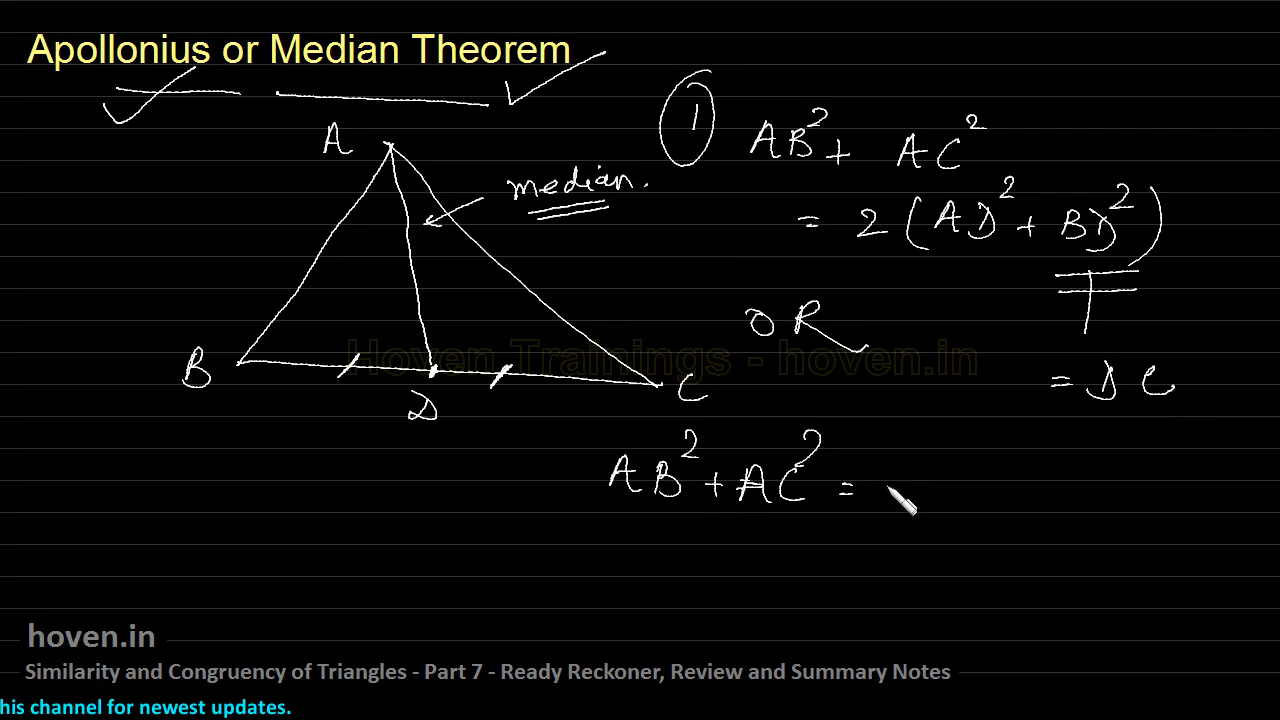 Apollonius or Median Theorem
A
median.
B
D
C
① AB² + AC²
= 2 (AD² + BD²)
OR
= DC
AB² + AC² =
Hoven Trainings - hoven.in
hoven.in
Similarity and Congruency of Triangles - Part 7 - Ready Reckoner, Review and Summary Notes
his channel for newest updates.